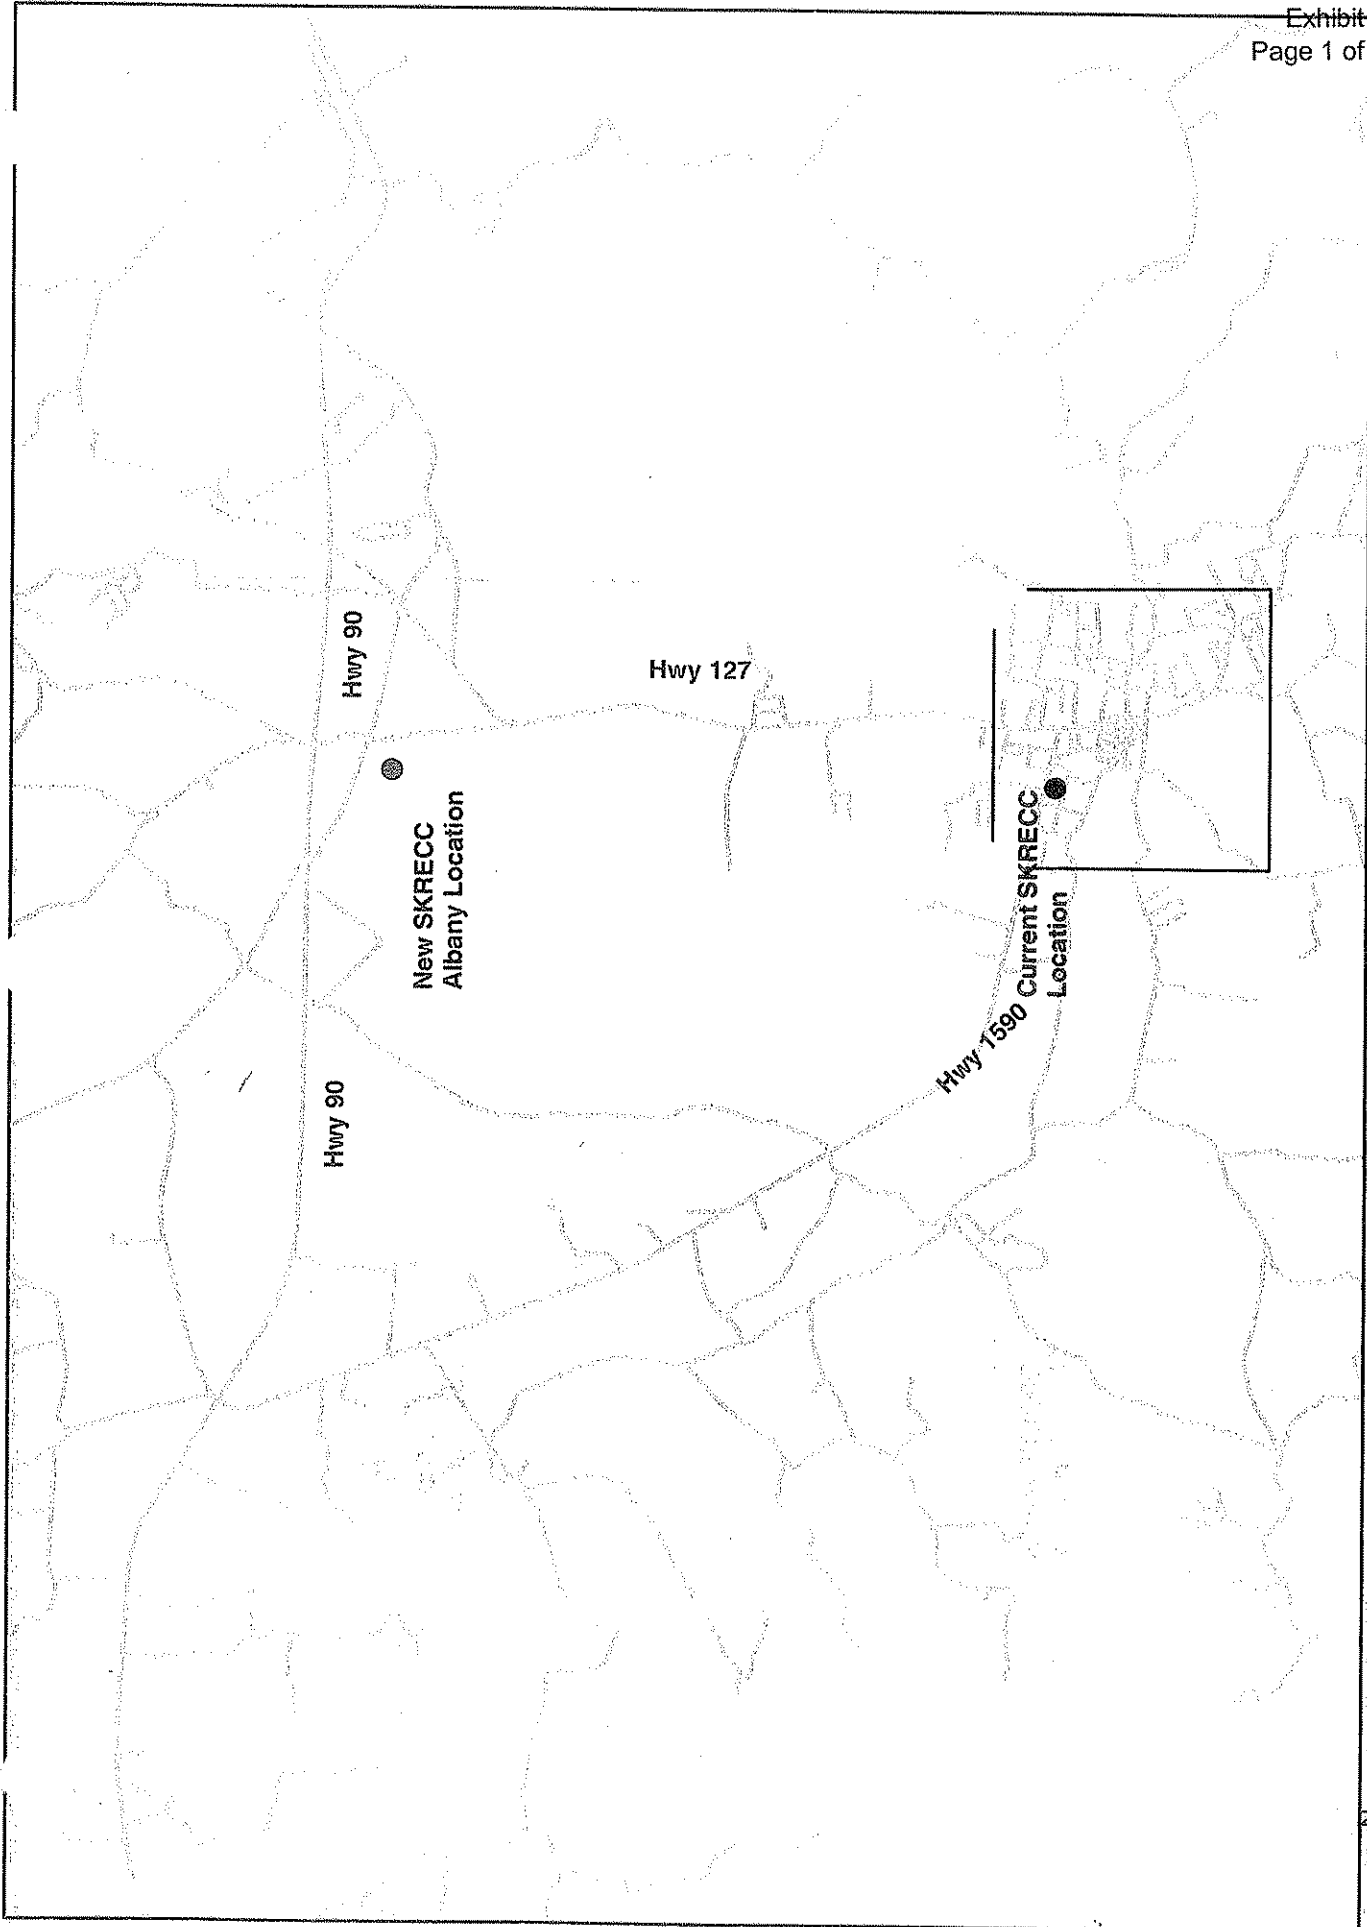 Exhibit
Page 1 of
Hwy 90
Hwy 127
New SKRECC
Albany Location
Current SKRECC
Location
Hwy 1590
Hwy 90